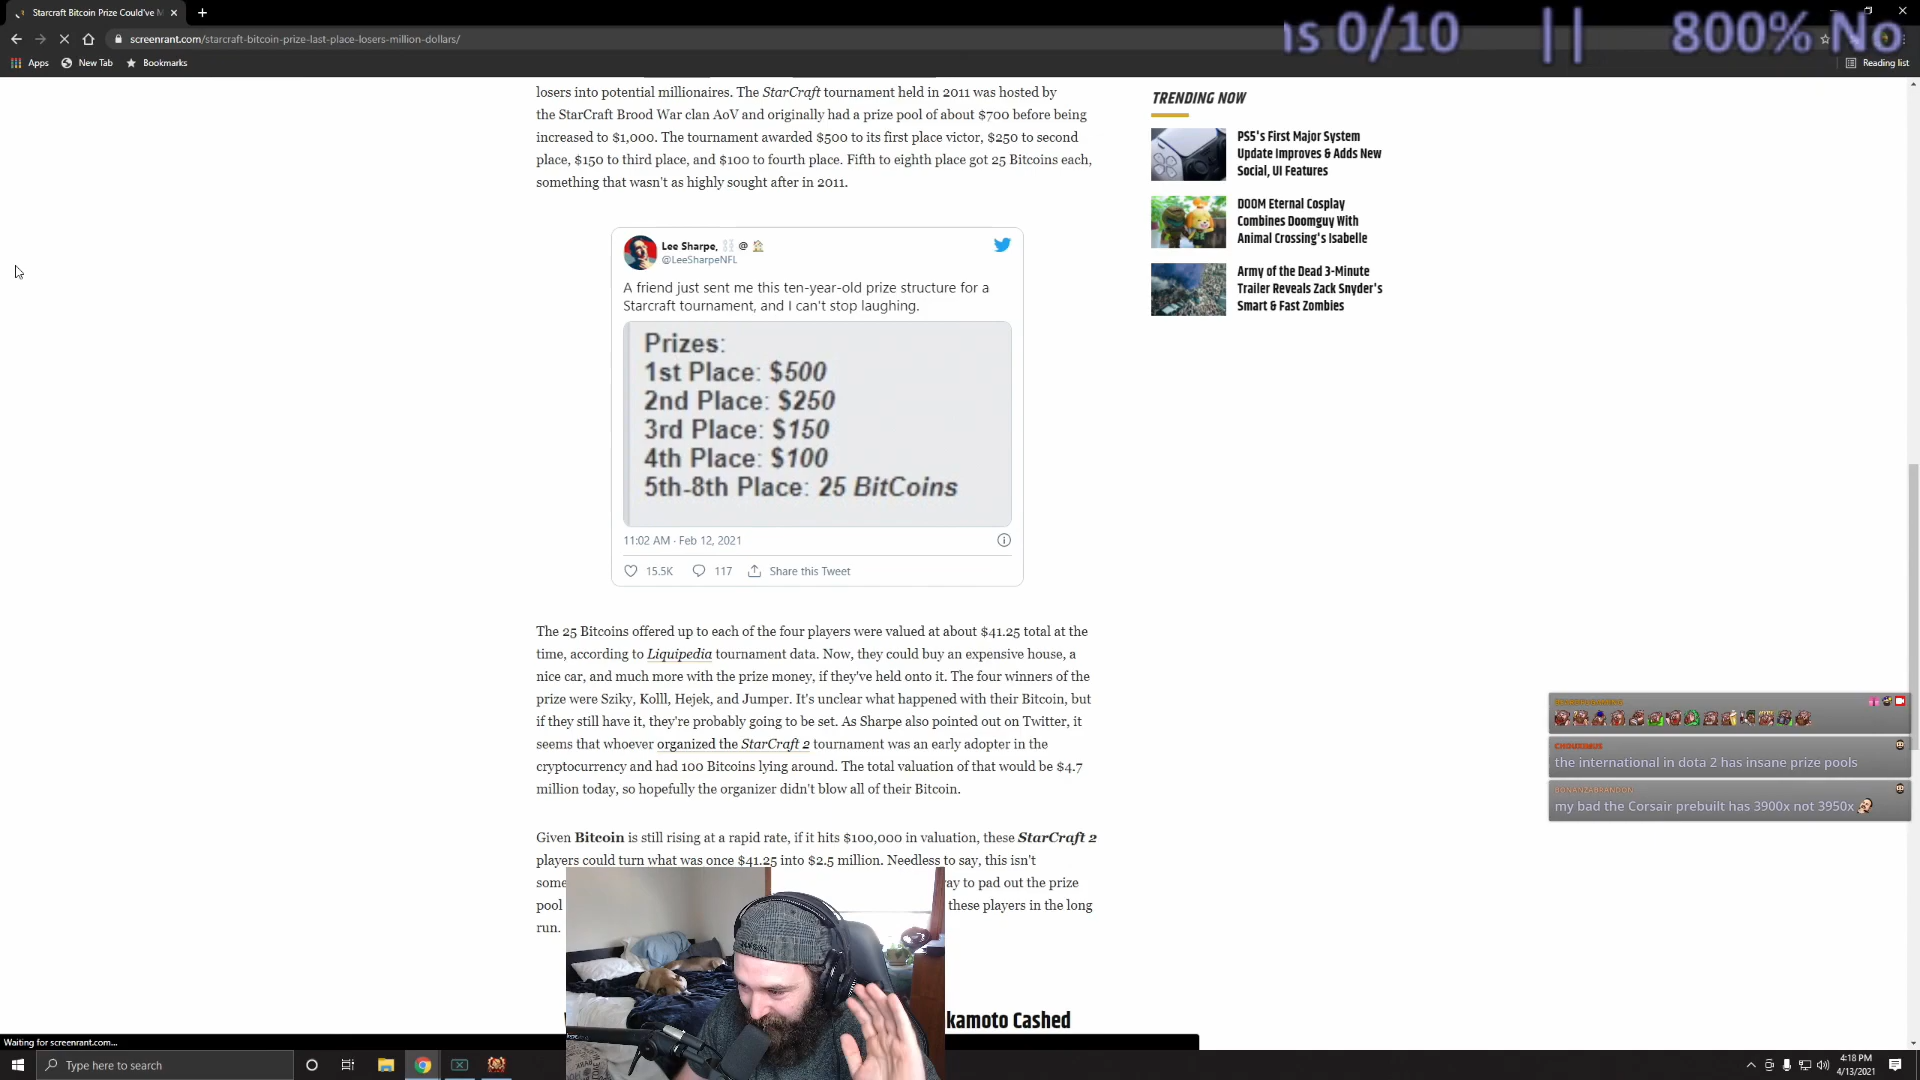 Starcraft Bitcoin Prize Could've M
ns 0/10 || 800% No
screenrant.com/starcraft-bitcoin-prize-last-place-losers-million-dollars/
Apps New Tab Bookmarks Reading list
losers into potential millionaires. The StarCraft tournament held in 2011 was hosted by
the StarCraft Brood War clan AoV and originally had a prize pool of about $700 before being
increased to $1,000. The tournament awarded $500 to its first place victor, $250 to second
place, $150 to third place, and $100 to fourth place. Fifth to eighth place got 25 Bitcoins each,
something that wasn't as highly sought after in 2011.
TRENDING NOW
PS5's First Major System
Update Improves & Adds New
Social, UI Features
DOOM Eternal Cosplay
Combines Doomguy With
Animal Crossing's Isabelle
Army of the Dead 3-Minute
Trailer Reveals Zack Snyder's
Smart & Fast Zombies
Lee Sharpe, @
@LeeSharpeNFL
A friend just sent me this ten-year-old prize structure for a
Starcraft tournament, and I can't stop laughing.
Prizes:
1st Place: $500
2nd Place: $250
3rd Place: $150
4th Place: $100
5th-8th Place: 25 BitCoins
11:02 AM · Feb 12, 2021
15.5K 117 Share this Tweet
The 25 Bitcoins offered up to each of the four players were valued at about $41.25 total at the
time, according to Liquipedia tournament data. Now, they could buy an expensive house, a
nice car, and much more with the prize money, if they've held onto it. The four winners of the
prize were Sziky, Kolll, Hejek, and Jumper. It's unclear what happened with their Bitcoin, but
if they still have it, they're probably going to be set. As Sharpe also pointed out on Twitter, it
seems that whoever organized the StarCraft 2 tournament was an early adopter in the
cryptocurrency and had 100 Bitcoins lying around. The total valuation of that would be $4.7
million today, so hopefully the organizer didn't blow all of their Bitcoin.
Given Bitcoin is still rising at a rapid rate, if it hits $100,000 in valuation, these StarCraft 2
players could turn what was once $41.25 into $2.5 million. Needless to say, this isn't
some ay to pad out the prize
pool these players in the long
run.
kamoto Cashed
CHOUXIBUS
the international in dota 2 has insane prize pools
BONANZABRANDON
my bad the Corsair prebuilt has 3900x not 3950x
Waiting for screenrant.com...
Type here to search
4:18 PM
4/13/2021